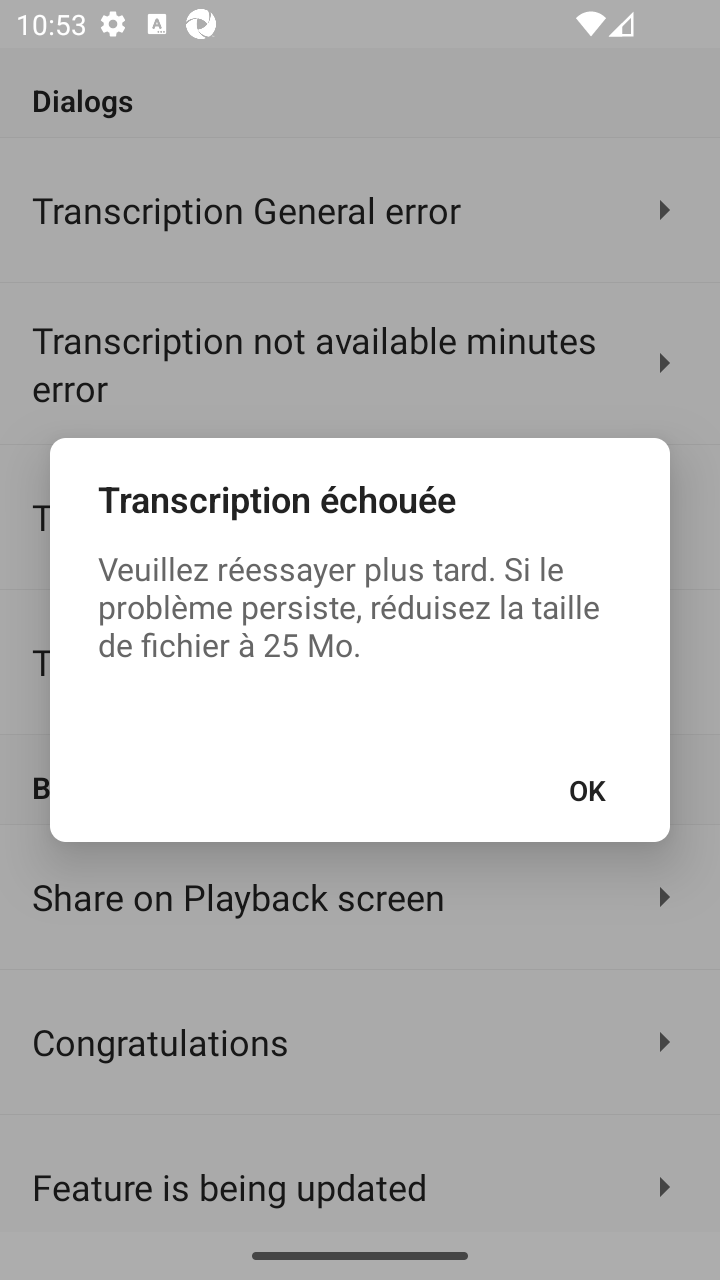 10:53
Dialogs
Transcription General error
Transcription not available minutes
error
T
Transcription échouée
Veuillez réessayer plus tard. Si le
problème persiste, réduisez la taille
de fichier à 25 Mo.
T
B
OK
Share on Playback screen
Congratulations
Feature is being updated